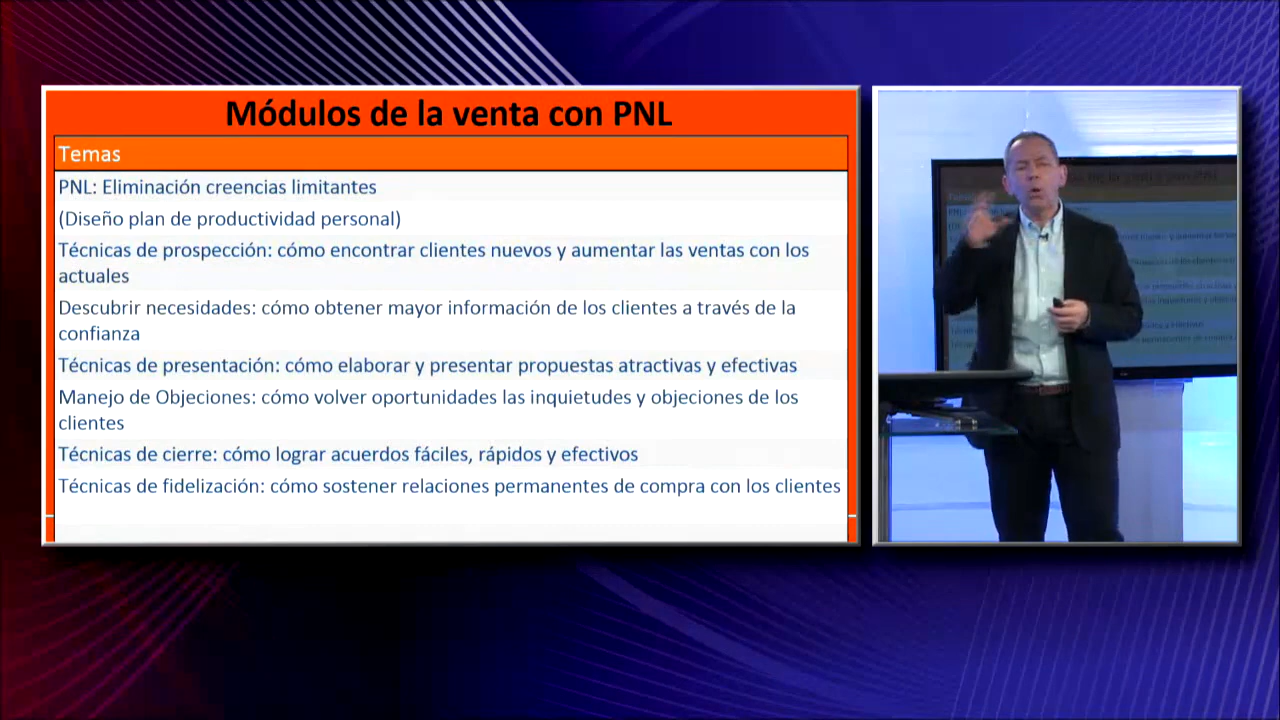 Módulos de la venta con PNL
Temas
PNL: Eliminación creencias limitantes
(Diseño plan de productividad personal)
Técnicas de prospección: cómo encontrar clientes nuevos y aumentar las ventas con los
actuales
Descubrir necesidades: cómo obtener mayor información de los clientes a través de la
confianza
Técnicas de presentación: cómo elaborar y presentar propuestas atractivas y efectivas
Manejo de Objeciones: cómo volver oportunidades las inquietudes y objeciones de los
clientes
Técnicas de cierre: cómo lograr acuerdos fáciles, rápidos y efectivos
Técnicas de fidelización: cómo sostener relaciones permanentes de compra con los clientes